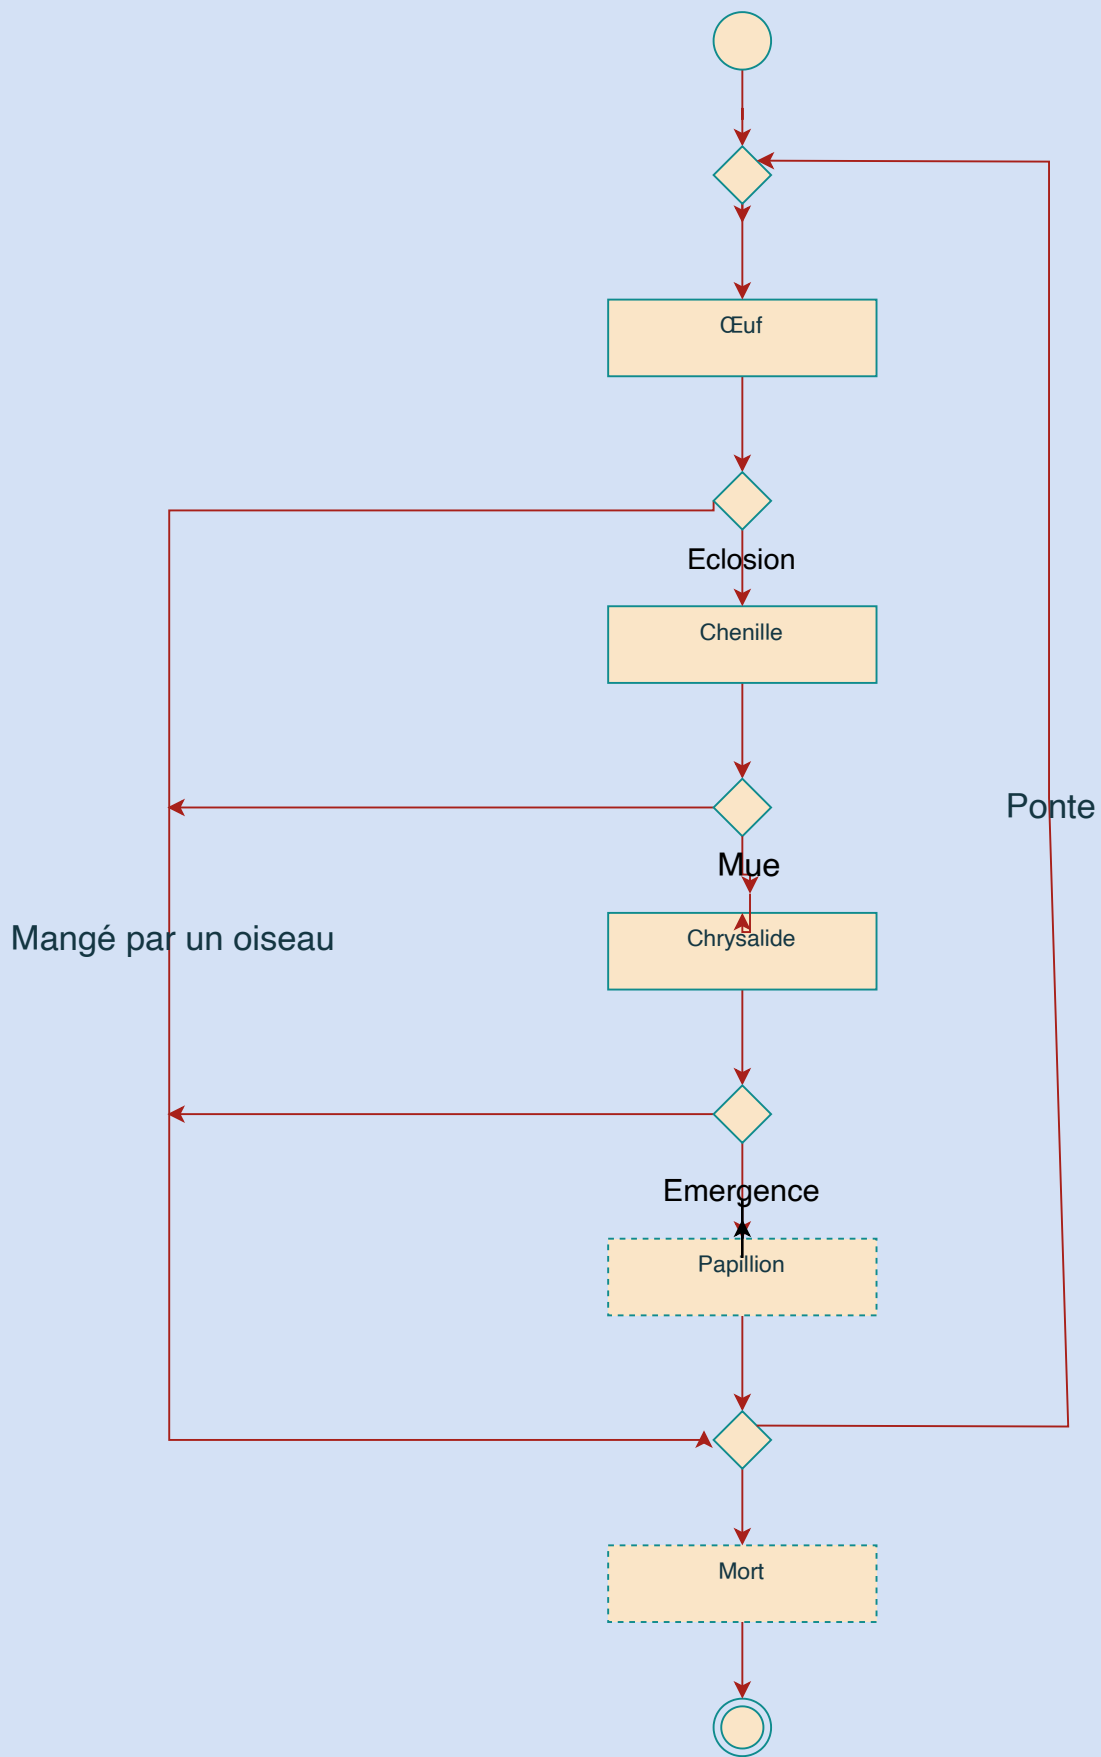 Œuf
Eclosion
Chenille
Ponte
Mue
Mangé par un oiseau
Chrysalide
Emergence
Papillion
Mort